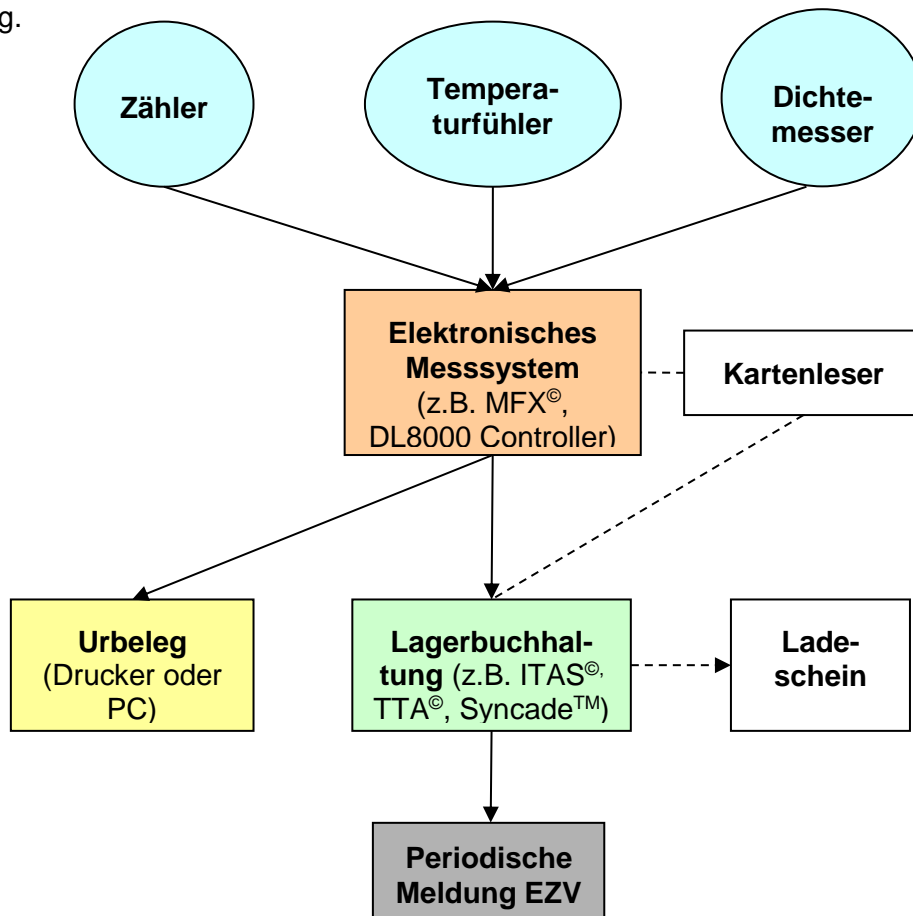 g.
Zähler
Tempera-
turfühler
Dichte-
messer
Elektronisches
Messsystem
(z.B. MFX©,
DL8000 Controller)
Kartenleser
Urbeleg
(Drucker oder
PC)
Lagerbuchhal-
tung (z.B. ITAS©,
TTA©, Syncade™)
Lade-
schein
Periodische
Meldung EZV